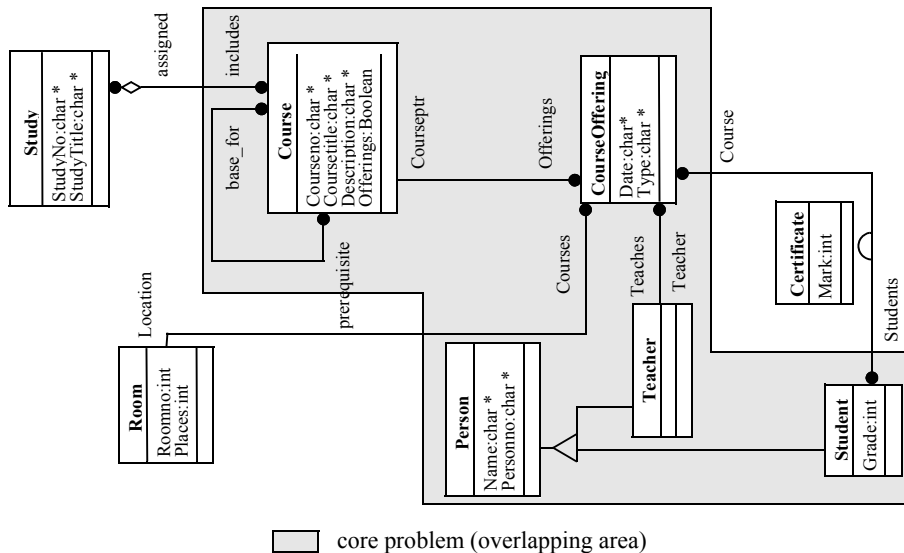 Study
StudyNo:char *
StudyTitle:char *
assigned
includes
base_for
Course
Courseno:char *
Coursetitle:char *
Description:char *
Offerings:Boolean
Courseptr
Offerings
CourseOffering
Date:char*
Type:char *
Course
Certificate
Mark:int
Students
Courses
Teaches
Teacher
prerequisite
Location
Room
Roomno:int
Places:int
Person
Name:char *
Personno:char *
Teacher
Student
Grade:int
core problem (overlapping area)